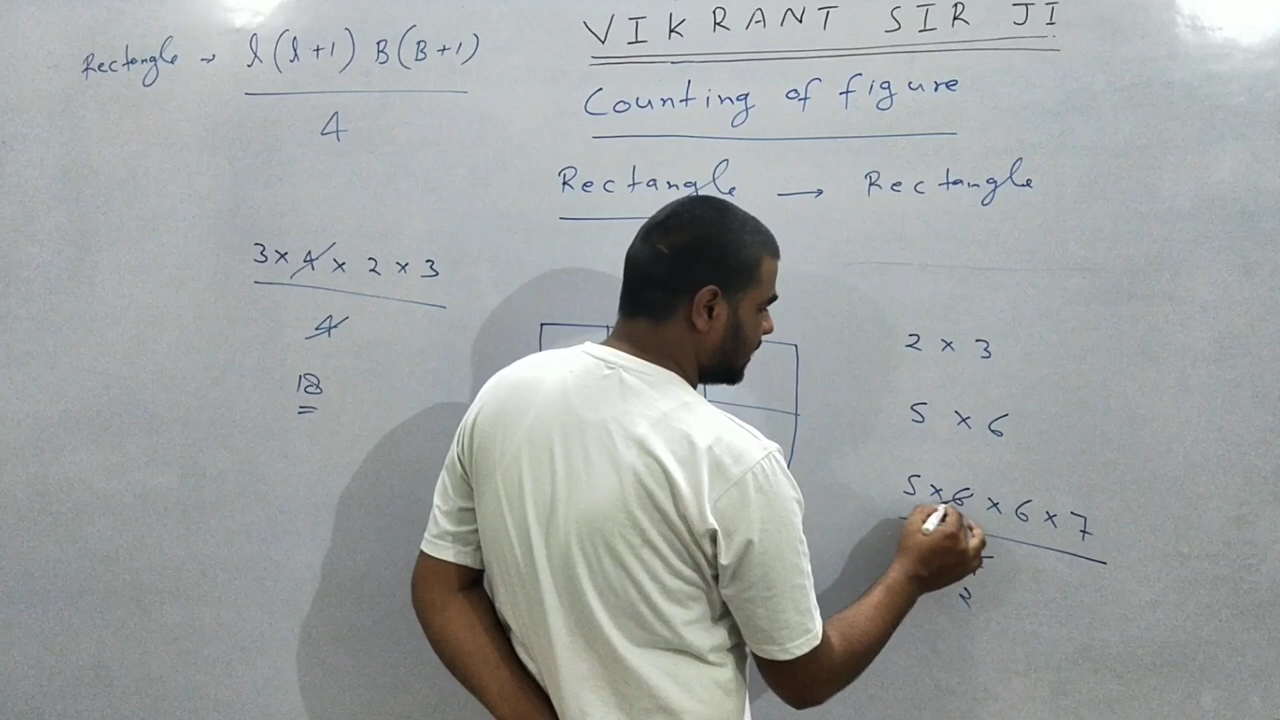 VIKRANT SIR JI
Counting of figure
Rectangle → Rectangle
Rectangle → l(l+1) B(B+1)
4
3 × 4 × 2 × 3
4
18
2 × 3
5 × 6
5 × 6 × 6 × 7
2